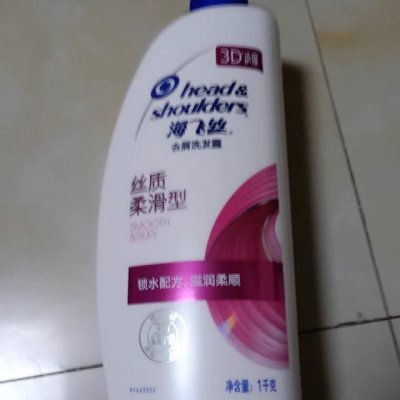 3D
head&
shoulders
海飞丝
去屑洗发露
丝质
柔滑型
SMOOTH
&SILKY
锁水配方,滋润柔顺
净含量:1千克